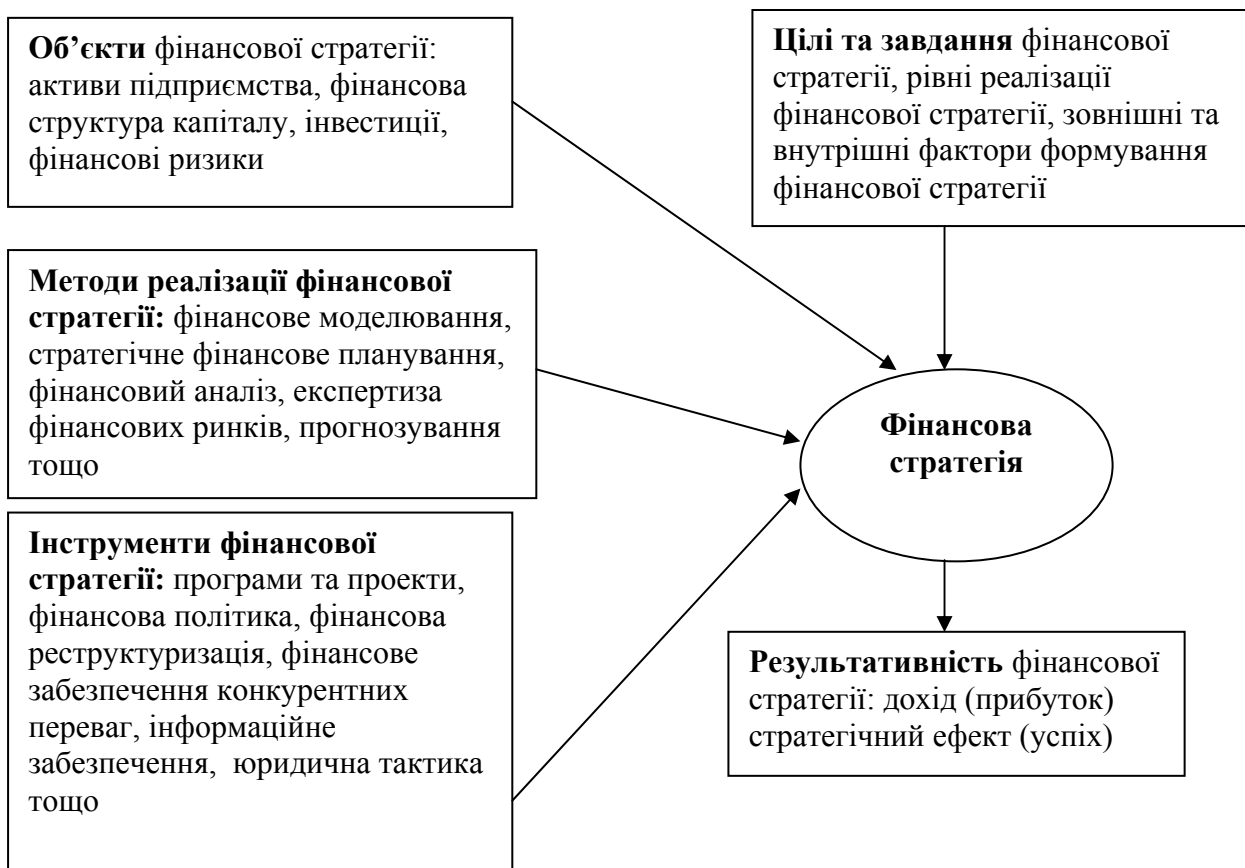 Об’єкти фінансової стратегії:
активи підприємства, фінансова
структура капіталу, інвестиції,
фінансові ризики
Цілі та завдання фінансової
стратегії, рівні реалізації
фінансової стратегії, зовнішні та
внутрішні фактори формування
фінансової стратегії
Методи реалізації фінансової
стратегії: фінансове моделювання,
стратегічне фінансове планування,
фінансовий аналіз, експертиза
фінансових ринків, прогнозування
тощо
Фінансова
стратегія
Інструменти фінансової
стратегії: програми та проекти,
фінансова політика, фінансова
реструктуризація, фінансове
забезпечення конкурентних
переваг, інформаційне
забезпечення, юридична тактика
тощо
Результативність фінансової
стратегії: дохід (прибуток)
стратегічний ефект (успіх)